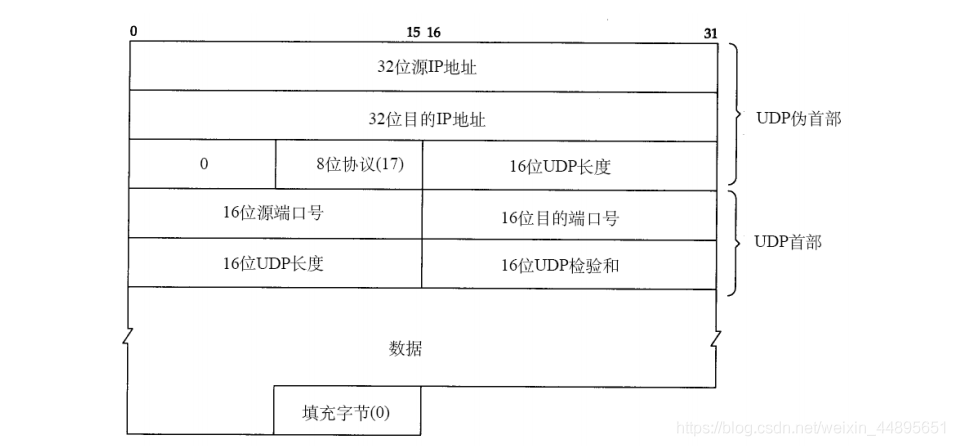 0 15 16 31
32位源IP地址
32位目的IP地址
UDP伪首部
0 8位协议(17) 16位UDP长度
16位源端口号 16位目的端口号
UDP首部
16位UDP长度 16位UDP检验和
数据
填充字节(0)
https://blog.csdn.net/weixin_44895651